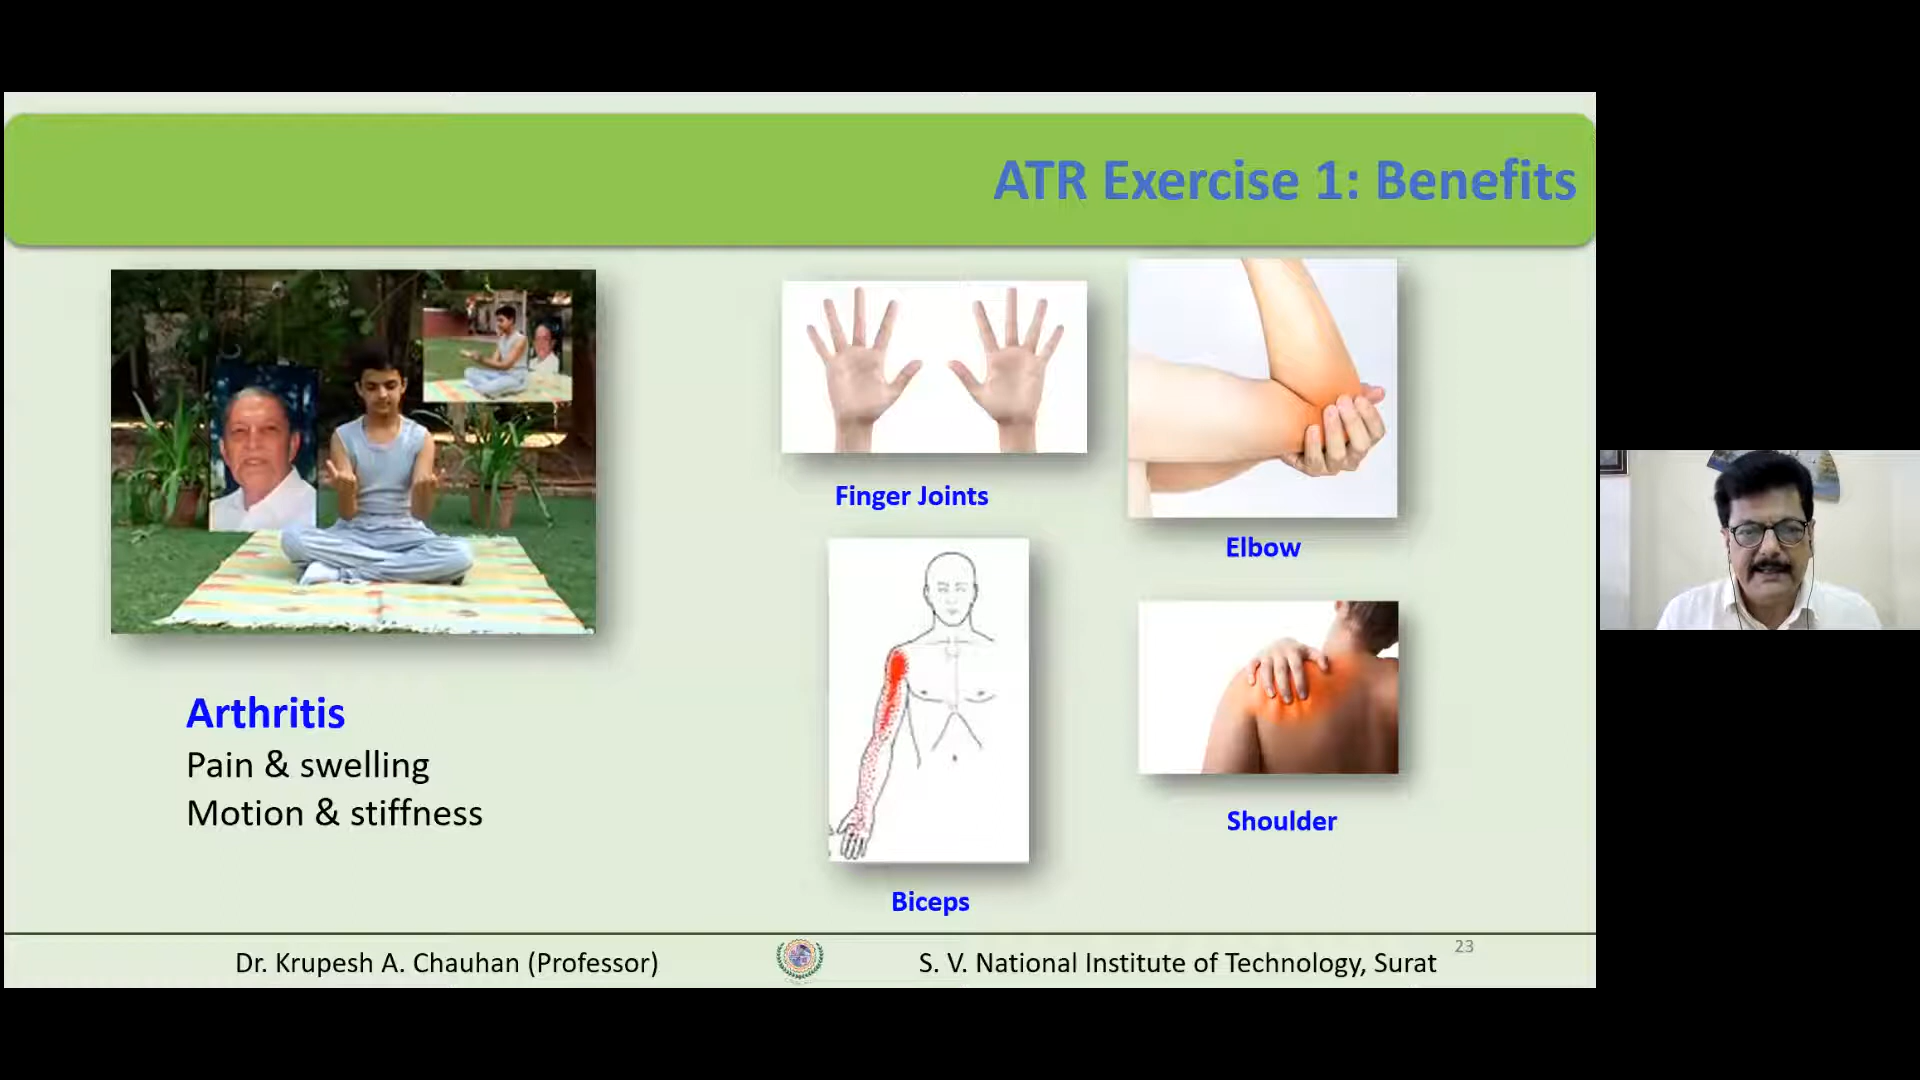 ATR Exercise 1: Benefits
Finger Joints
Elbow
Arthritis
Pain & swelling
Motion & stiffness
Shoulder
Biceps
Dr. Krupesh A. Chauhan (Professor)
S. V. National Institute of Technology, Surat
23